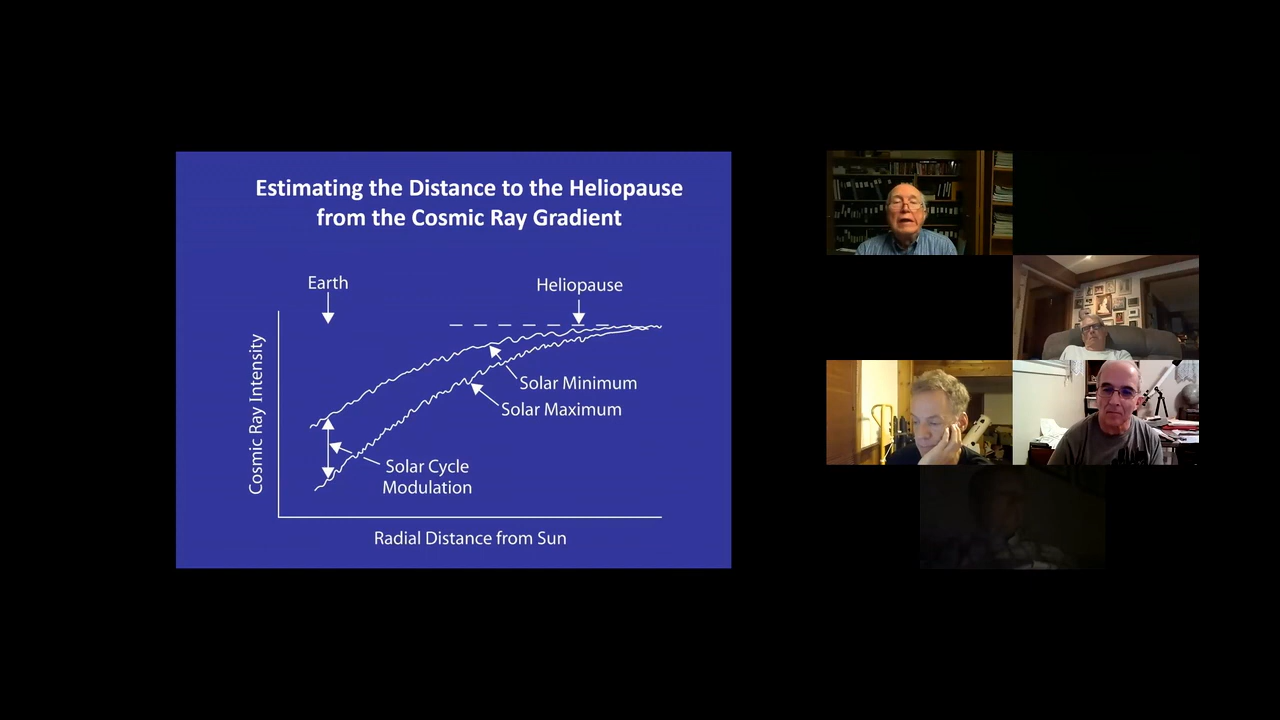 Estimating the Distance to the Heliopause
from the Cosmic Ray Gradient
Earth
Heliopause
Cosmic Ray Intensity
Solar Minimum
Solar Maximum
Solar Cycle
Modulation
Radial Distance from Sun